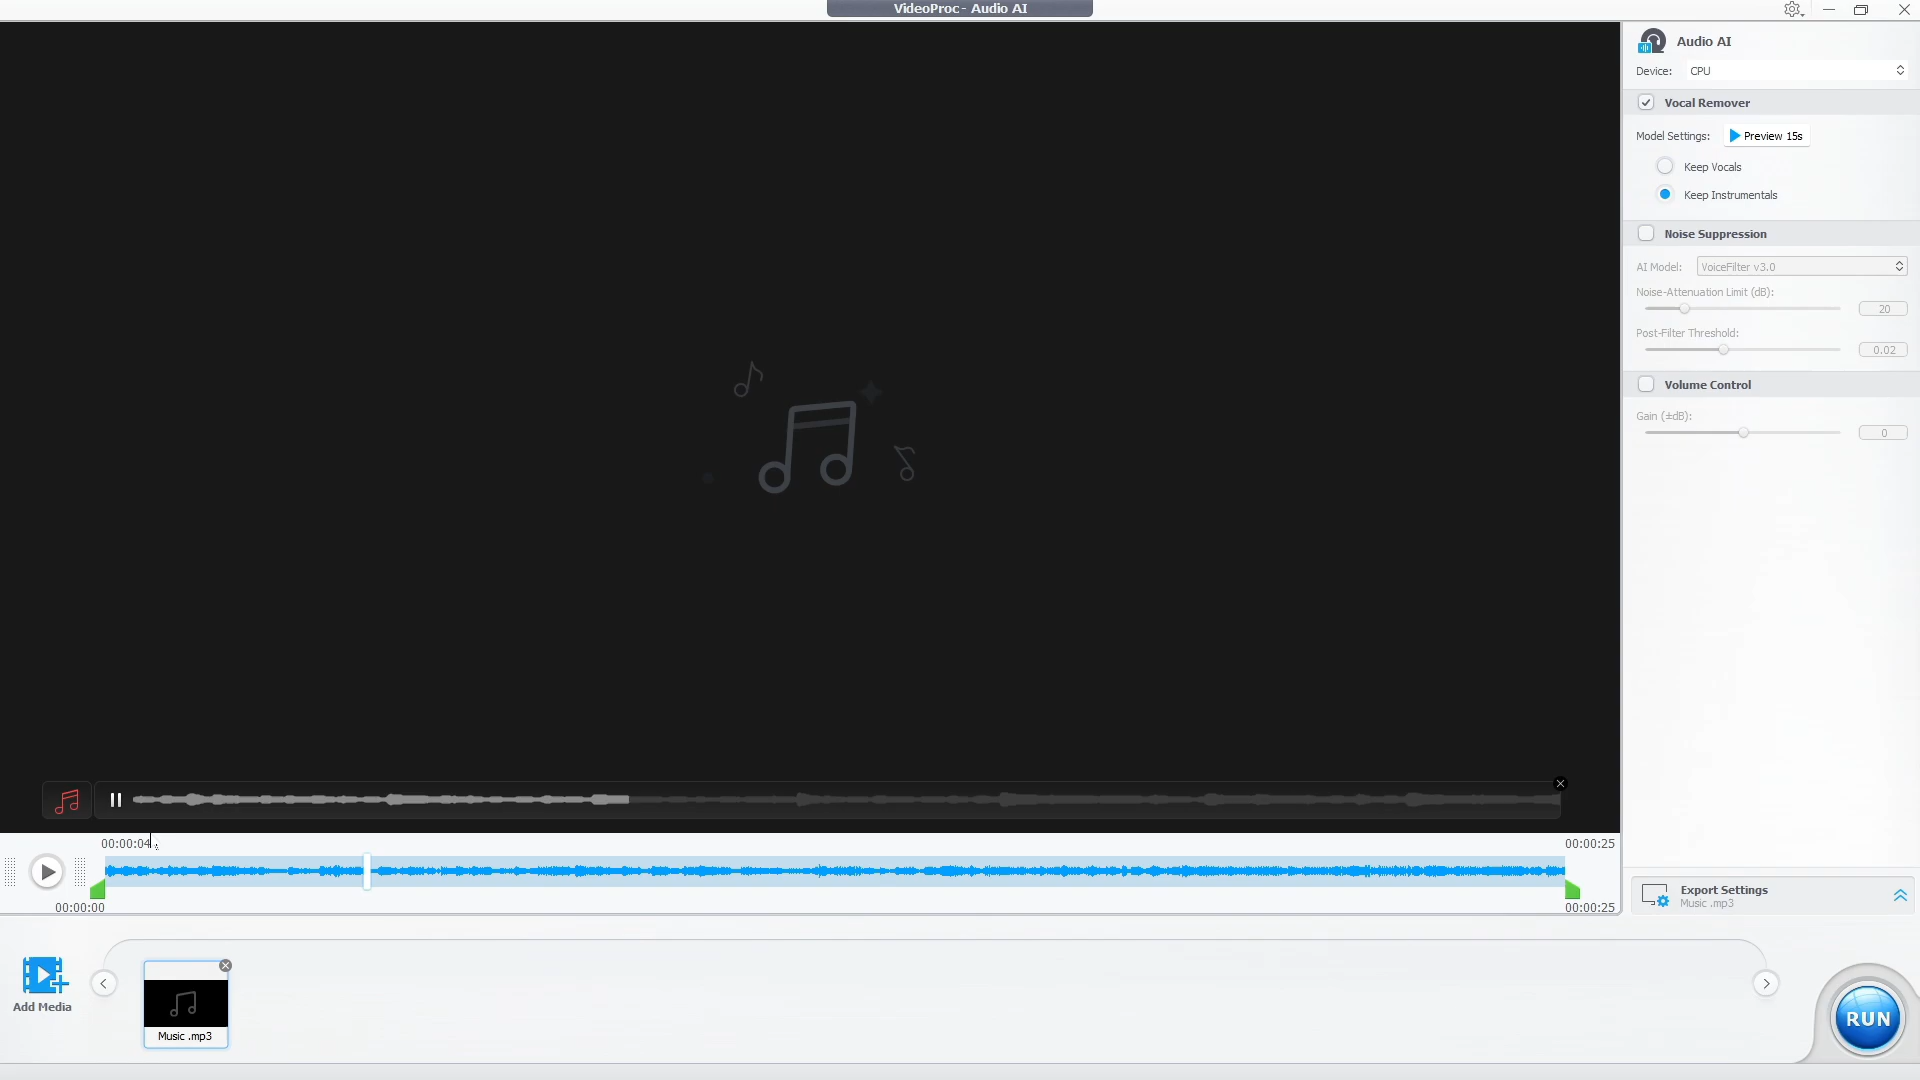 VideoProc - Audio AI
Audio AI
Device: CPU
Vocal Remover
Model Settings: Preview 15s
Keep Vocals
Keep Instrumentals
Noise Suppression
AI Model: VoiceFilter v3.0
Noise-Attenuation Limit (dB):
20
Post-Filter Threshold:
0.02
Volume Control
Gain (±dB):
0
00:00:04
00:00:25
00:00:00
00:00:25
Export Settings
Music .mp3
Add Media
Music .mp3
RUN